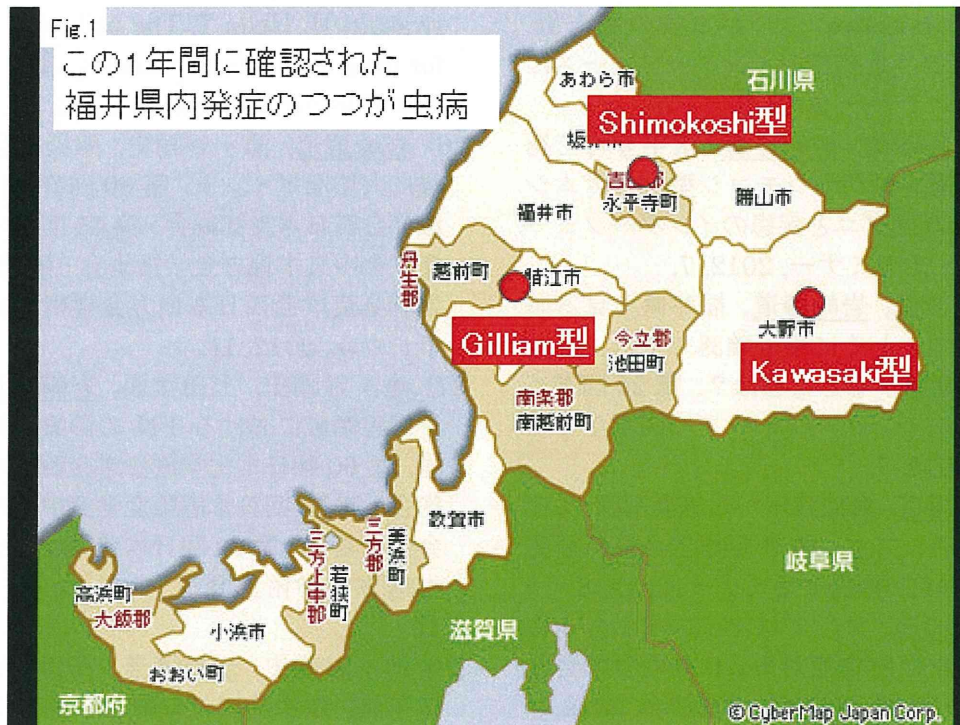 Fig.1
この1年間に確認された
福井県内発症のつつが虫病
あわら市
石川県
Shimokoshi型
吉田郡
永平寺町
勝山市
福井市
丹生郡
越前町
鯖江市
大野市
Gilliam型
今立郡
池田町
Kawasaki型
南条郡
南越前町
敦賀市
三方郡
美浜町
三方上中郡
若狭町
岐阜県
高浜町
大飯郡
小浜市
滋賀県
おおい町
京都府
©CyberMap Japan Corp.